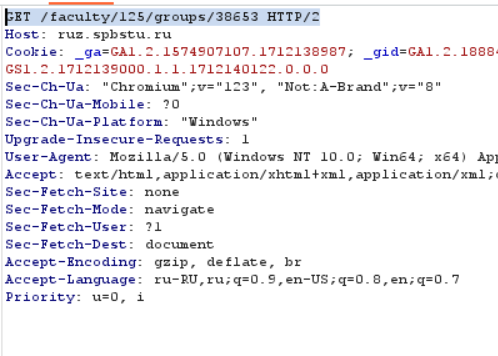 GET /faculty/125/groups/38653 HTTP/2
Host: ruz.spbstu.ru
Cookie: _ga=GA1.2.1574907107.1712138987; _gid=GA1.2.1888
GS1.2.1712139000.1.1.1712140122.0.0.0
Sec-Ch-Ua: "Chromium";v="123", "Not:A-Brand";v="8"
Sec-Ch-Ua-Mobile: ?0
Sec-Ch-Ua-Platform: "Windows"
Upgrade-Insecure-Requests: 1
User-Agent: Mozilla/5.0 (Windows NT 10.0; Win64; x64) App
Accept: text/html,application/xhtml+xml,application/xml;
Sec-Fetch-Site: none
Sec-Fetch-Mode: navigate
Sec-Fetch-User: ?1
Sec-Fetch-Dest: document
Accept-Encoding: gzip, deflate, br
Accept-Language: ru-RU,ru;q=0.9,en-US;q=0.8,en;q=0.7
Priority: u=0, i